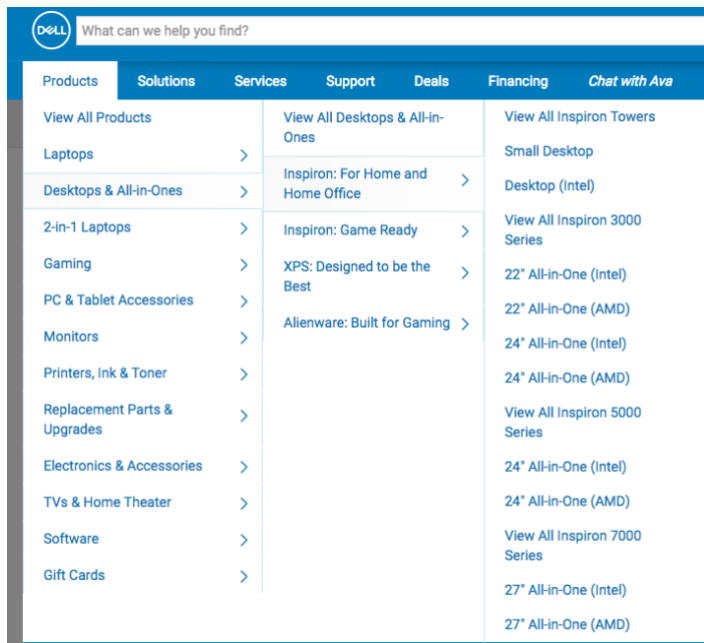 DELL
What can we help you find?
Products
Solutions
Services
Support
Deals
Financing
Chat with Ava
View All Products
Laptops
Desktops & All-in-Ones
2-in-1 Laptops
Gaming
PC & Tablet Accessories
Monitors
Printers, Ink & Toner
Replacement Parts &
Upgrades
Electronics & Accessories
TVs & Home Theater
Software
Gift Cards
View All Desktops & All-in-
Ones
Inspiron: For Home and
Home Office
Inspiron: Game Ready
XPS: Designed to be the
Best
Alienware: Built for Gaming
View All Inspiron Towers
Small Desktop
Desktop (Intel)
View All Inspiron 3000
Series
22" All-in-One (Intel)
22" All-in-One (AMD)
24" All-in-One (Intel)
24" All-in-One (AMD)
View All Inspiron 5000
Series
24" All-in-One (Intel)
24" All-in-One (AMD)
View All Inspiron 7000
Series
27" All-in-One (Intel)
27" All-in-One (AMD)